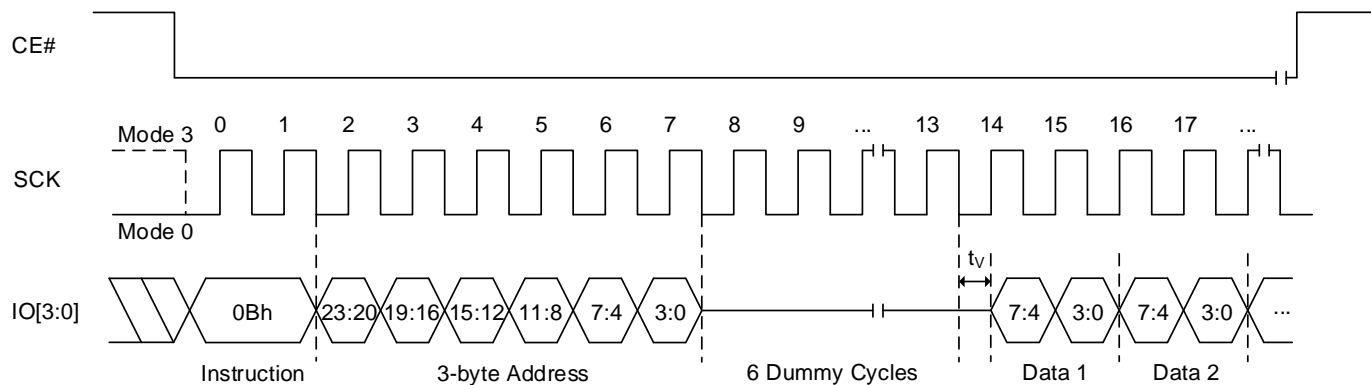 CE#
Mode 3 0 1 2 3 4 5 6 7 8 9 ... 13 14 15 16 17 ...
SCK
Mode 0
tV
IO[3:0] 0Bh 23:20 19:16 15:12 11:8 7:4 3:0 7:4 3:0 7:4 3:0 ...
Instruction 3-byte Address 6 Dummy Cycles Data 1 Data 2